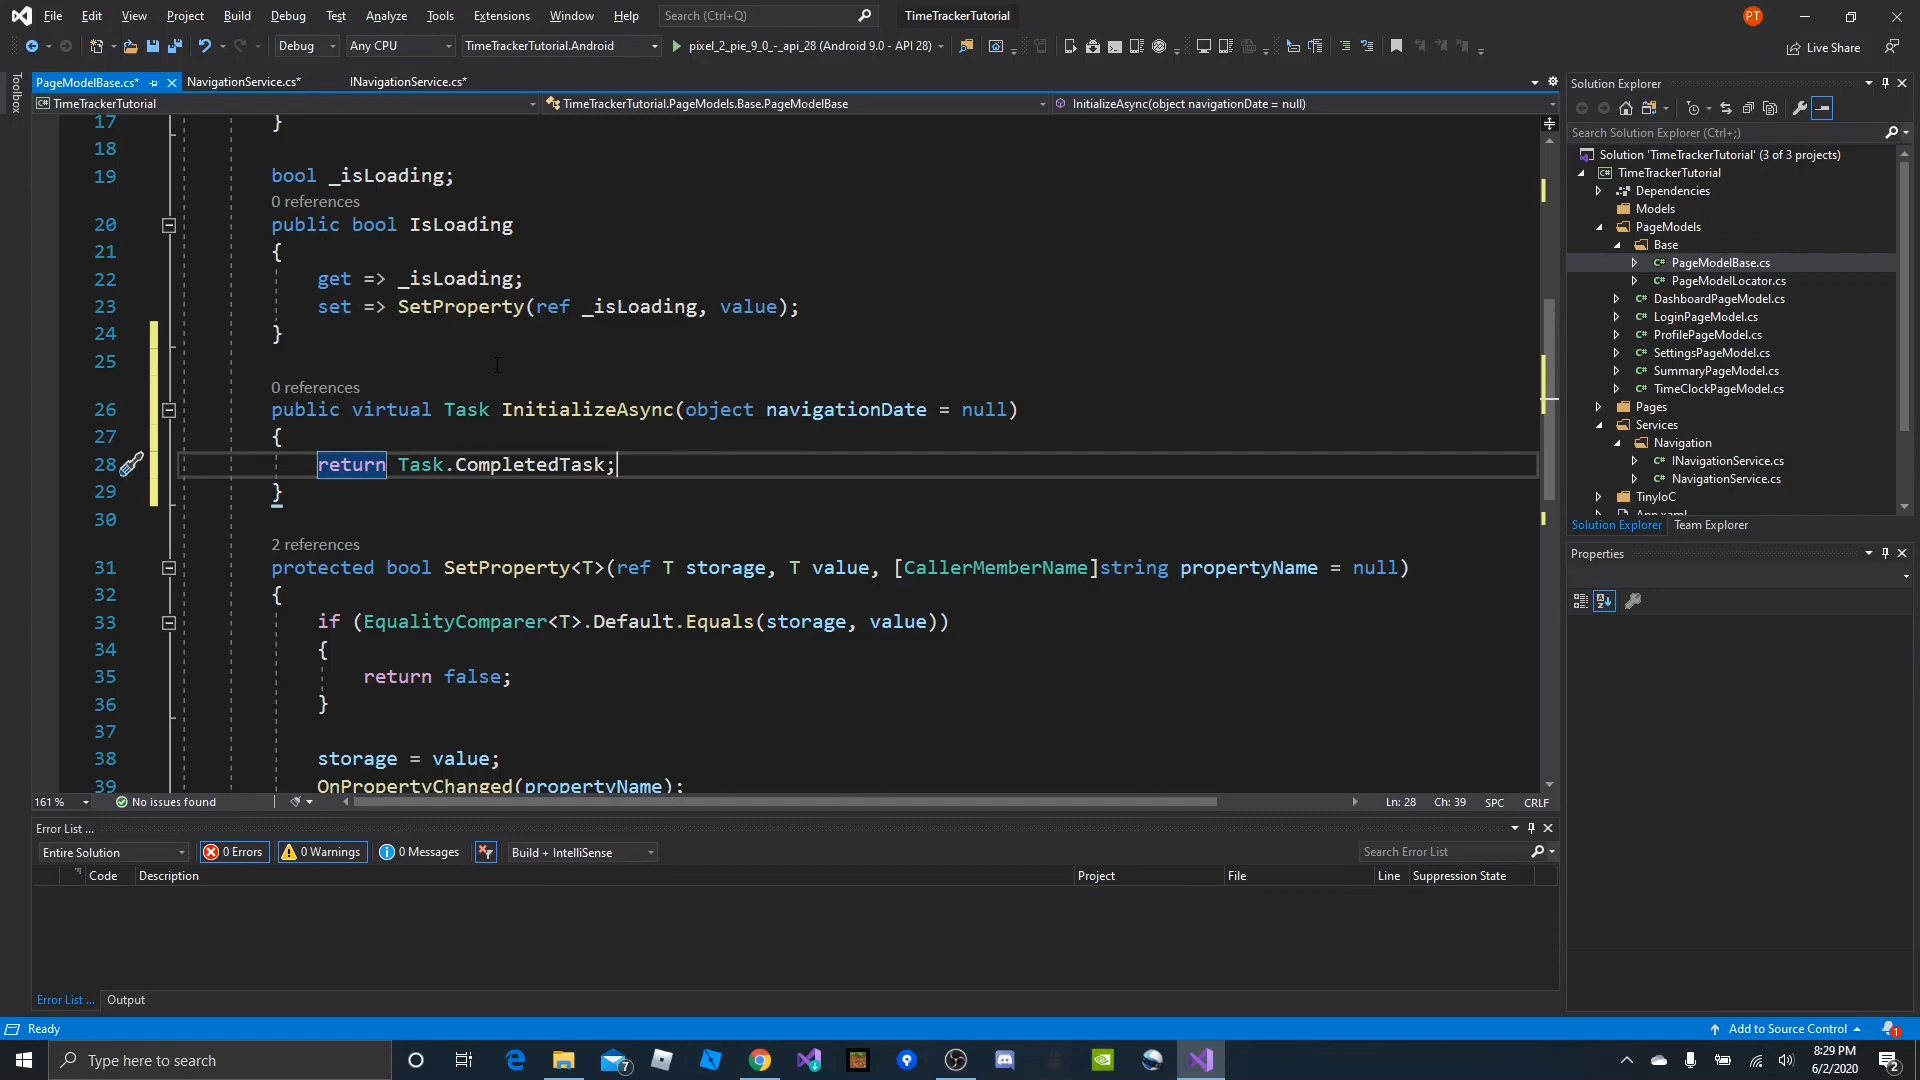 File Edit View Project Build Debug Test Analyze Tools Extensions Window Help Search (Ctrl+Q) TimeTrackerTutorial PT
Debug Any CPU TimeTrackerTutorial.Android pixel_2_pie_9_0_-_api_28 (Android 9.0 - API 28) Live Share
Toolbox
PageModelBase.cs* NavigationService.cs* INavigationService.cs*
TimeTrackerTutorial TimeTrackerTutorial.PageModels.Base.PageModelBase InitializeAsync(object navigationDate = null)
17 }
18
19 bool _isLoading;
0 references
20 public bool IsLoading
21 {
22 get => _isLoading;
23 set => SetProperty(ref _isLoading, value);
24 }
25
0 references
26 public virtual Task InitializeAsync(object navigationDate = null)
27 {
28 return Task.CompletedTask;
29 }
30
2 references
31 protected bool SetProperty<T>(ref T storage, T value, [CallerMemberName]string propertyName = null)
32 {
33 if (EqualityComparer<T>.Default.Equals(storage, value))
34 {
35 return false;
36 }
37
38 storage = value;
39 OnPropertyChanged(propertyName);
161 % No issues found Ln: 28 Ch: 39 SPC CRLF
Error List ...
Entire Solution 0 Errors 0 Warnings 0 Messages Build + IntelliSense Search Error List
Code Description Project File Line Suppression State
Error List ... Output
Solution Explorer
Search Solution Explorer (Ctrl+;)
Solution 'TimeTrackerTutorial' (3 of 3 projects)
TimeTrackerTutorial
Dependencies
Models
PageModels
Base
PageModelBase.cs
PageModelLocator.cs
DashboardPageModel.cs
LoginPageModel.cs
ProfilePageModel.cs
SettingsPageModel.cs
SummaryPageModel.cs
TimeClockPageModel.cs
Pages
Services
Navigation
INavigationService.cs
NavigationService.cs
TinyIoC
App.xaml
Solution Explorer Team Explorer
Properties
Ready Add to Source Control 1
Type here to search 7 8:29 PM
6/2/2020 2